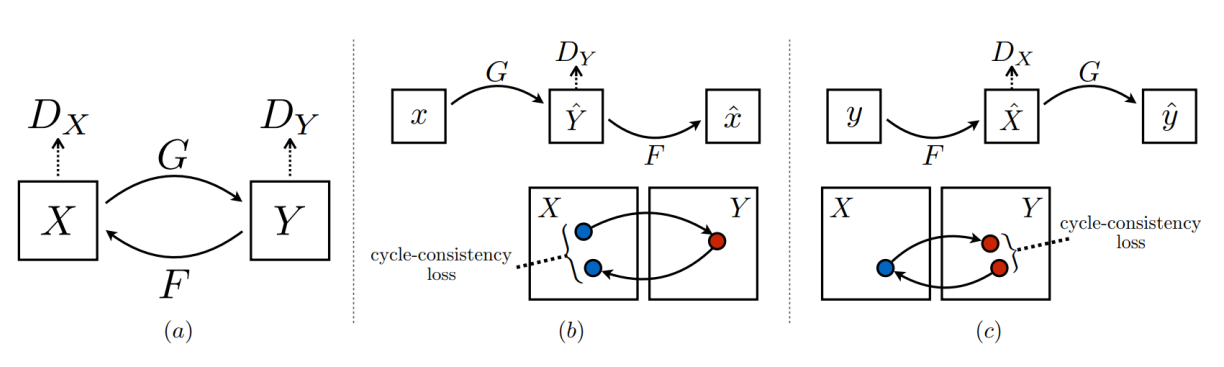 D_X
D_Y
G
X
Y
F
(a)
D_Y
G
x
Ŷ
x̂
F
X
Y
cycle-consistency
loss
(b)
D_X
G
y
X̂
ŷ
F
X
Y
cycle-consistency
loss
(c)